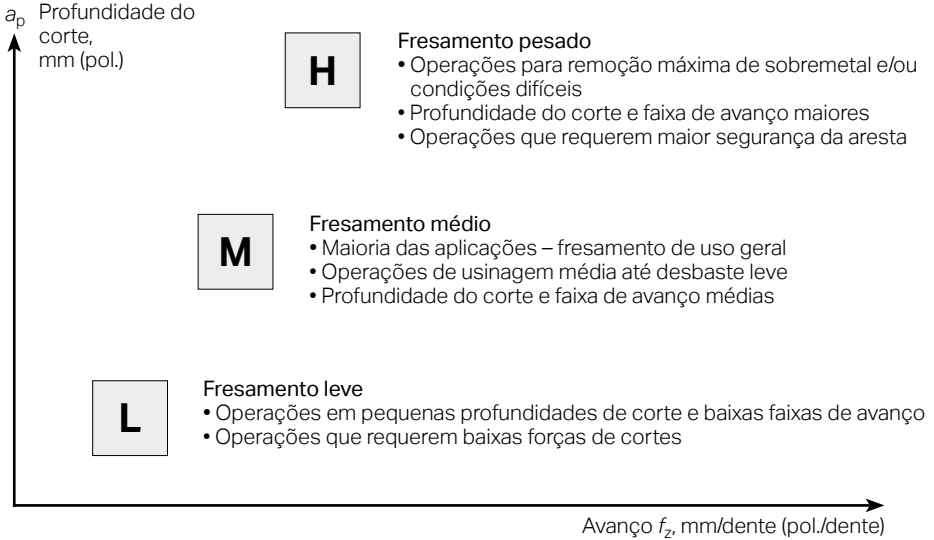 a_p Profundidade do
corte,
mm (pol.)
H
Fresamento pesado
• Operações para remoção máxima de sobremetal e/ou
condições difíceis
• Profundidade do corte e faixa de avanço maiores
• Operações que requerem maior segurança da aresta
M
Fresamento médio
• Maioria das aplicações – fresamento de uso geral
• Operações de usinagem média até desbaste leve
• Profundidade do corte e faixa de avanço médias
L
Fresamento leve
• Operações em pequenas profundidades de corte e baixas faixas de avanço
• Operações que requerem baixas forças de cortes
Avanço f_z, mm/dente (pol./dente)